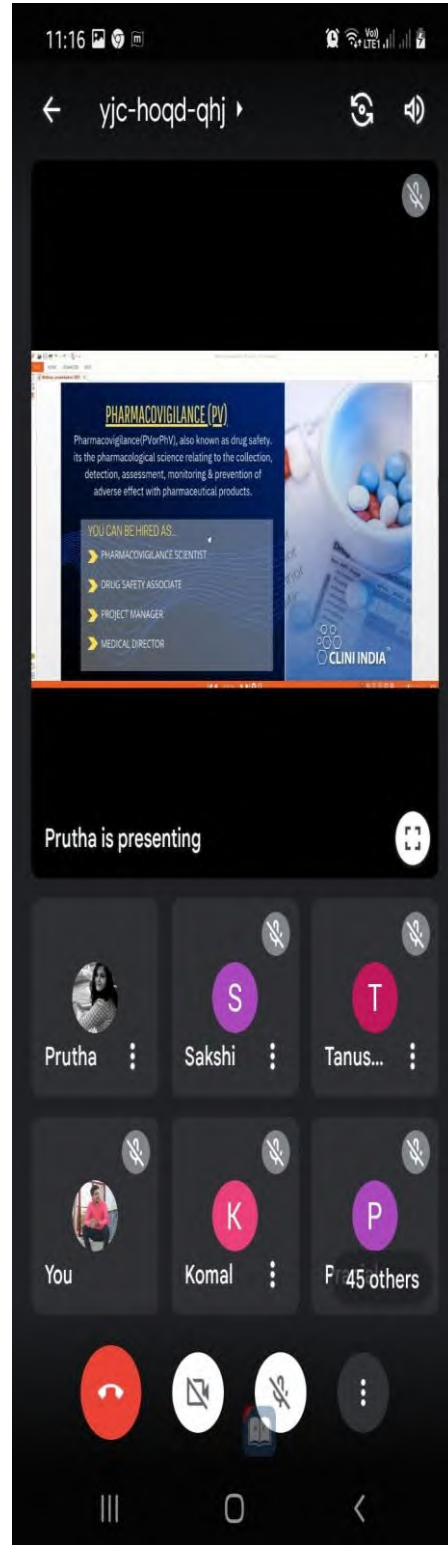 11:16
Vo)
LTE1
yjc-hoqd-qhj
PHARMACOVIGILANCE (PV)
Pharmacovigilance(PVorPhV), also known as drug safety.
its the pharmacological science relating to the collection,
detection, assessment, monitoring & prevention of
adverse effect with pharmaceutical products.
YOU CAN BE HIRED AS...
PHARMACOVIGILANCE SCIENTIST
DRUG SAFETY ASSOCIATE
PROJECT MANAGER
MEDICAL DIRECTOR
CLINI INDIA
Prutha is presenting
S
T
Prutha
Sakshi
Tanus...
K
P
You
Komal
45 others